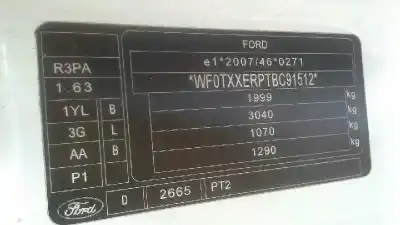 FORD
e1*2007/46*0271
*WF0TXXERPTBC91512*
R3PA
1.63
1YL B
3G L
AA B
P1
1999 kg
3040 kg
1070 kg
1290 kg
Ford D 2665 PT2